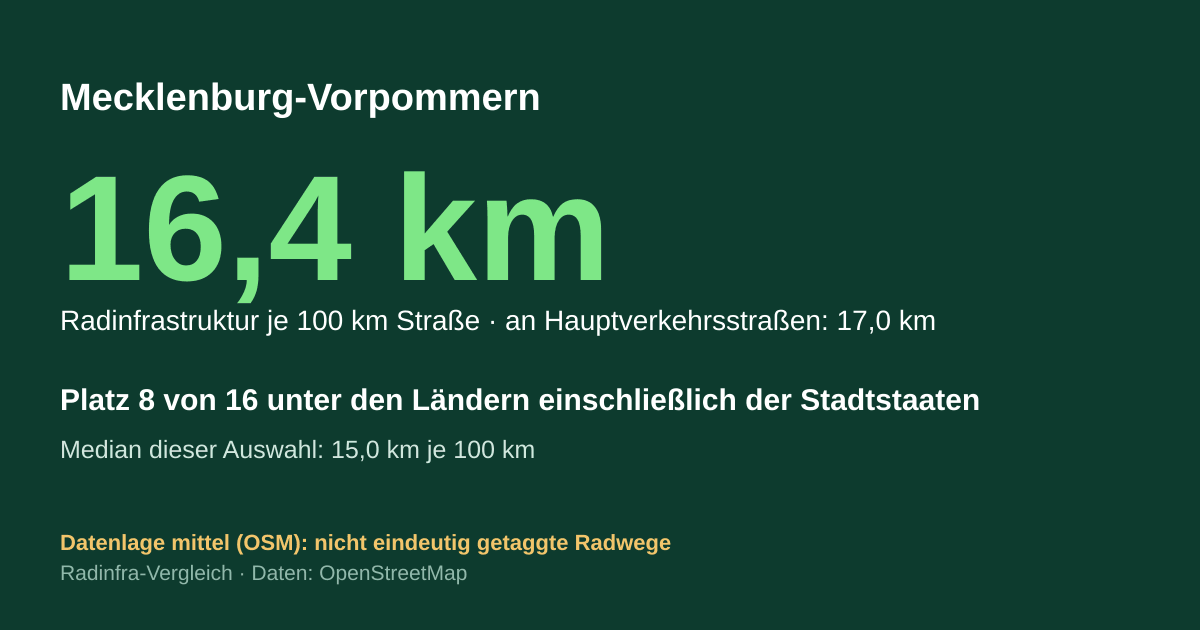 Mecklenburg-Vorpommern
16,4 km
Radinfrastruktur je 100 km Straße · an Hauptverkehrsstraßen: 17,0 km
Platz 8 von 16 unter den Ländern einschließlich der Stadtstaaten
Median dieser Auswahl: 15,0 km je 100 km
Datenlage mittel (OSM): nicht eindeutig getaggte Radwege
Radinfra-Vergleich · Daten: OpenStreetMap